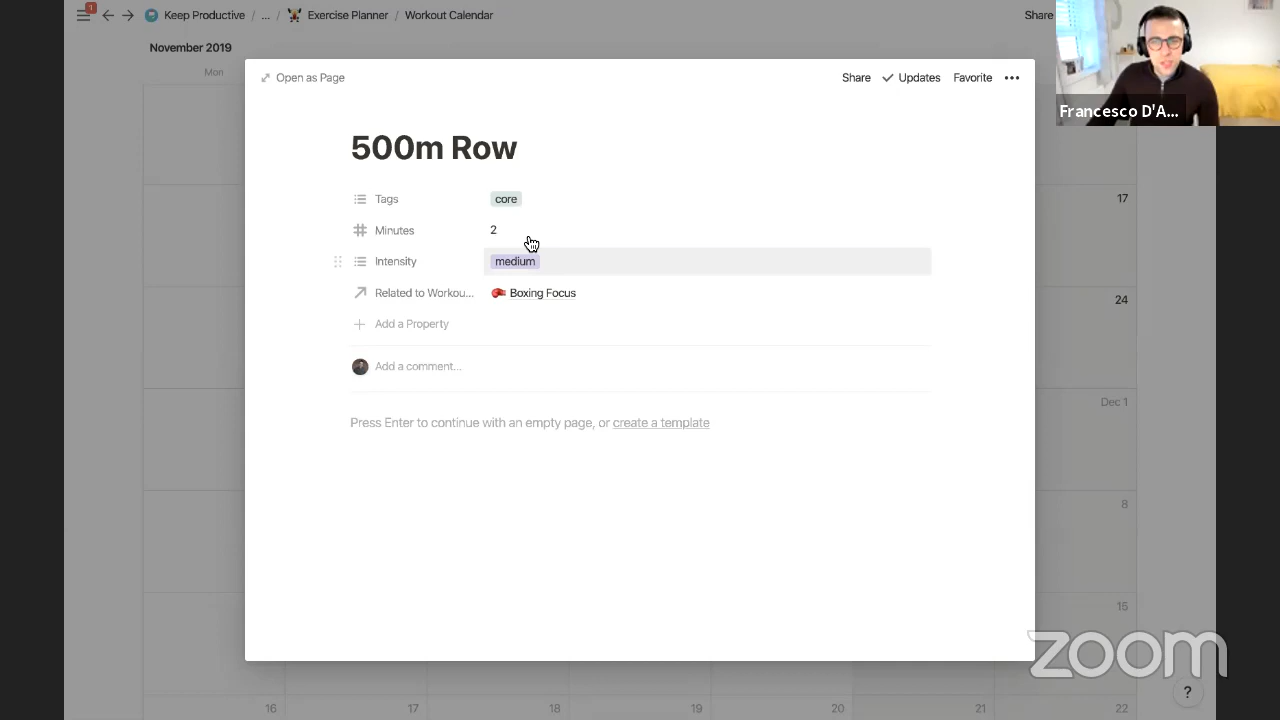 1
Keep Productive / ... / Exercise Planner / Workout Calendar
Share
November 2019
Mon
Open as Page
Share Updates Favorite •••
Francesco D'A...
500m Row
Tags core
Minutes 2
Intensity medium
Related to Workou... Boxing Focus
Add a Property
Add a comment...
Press Enter to continue with an empty page, or create a template
17
24
Dec 1
8
15
16 17 18 19 20 21 22
zoom
?